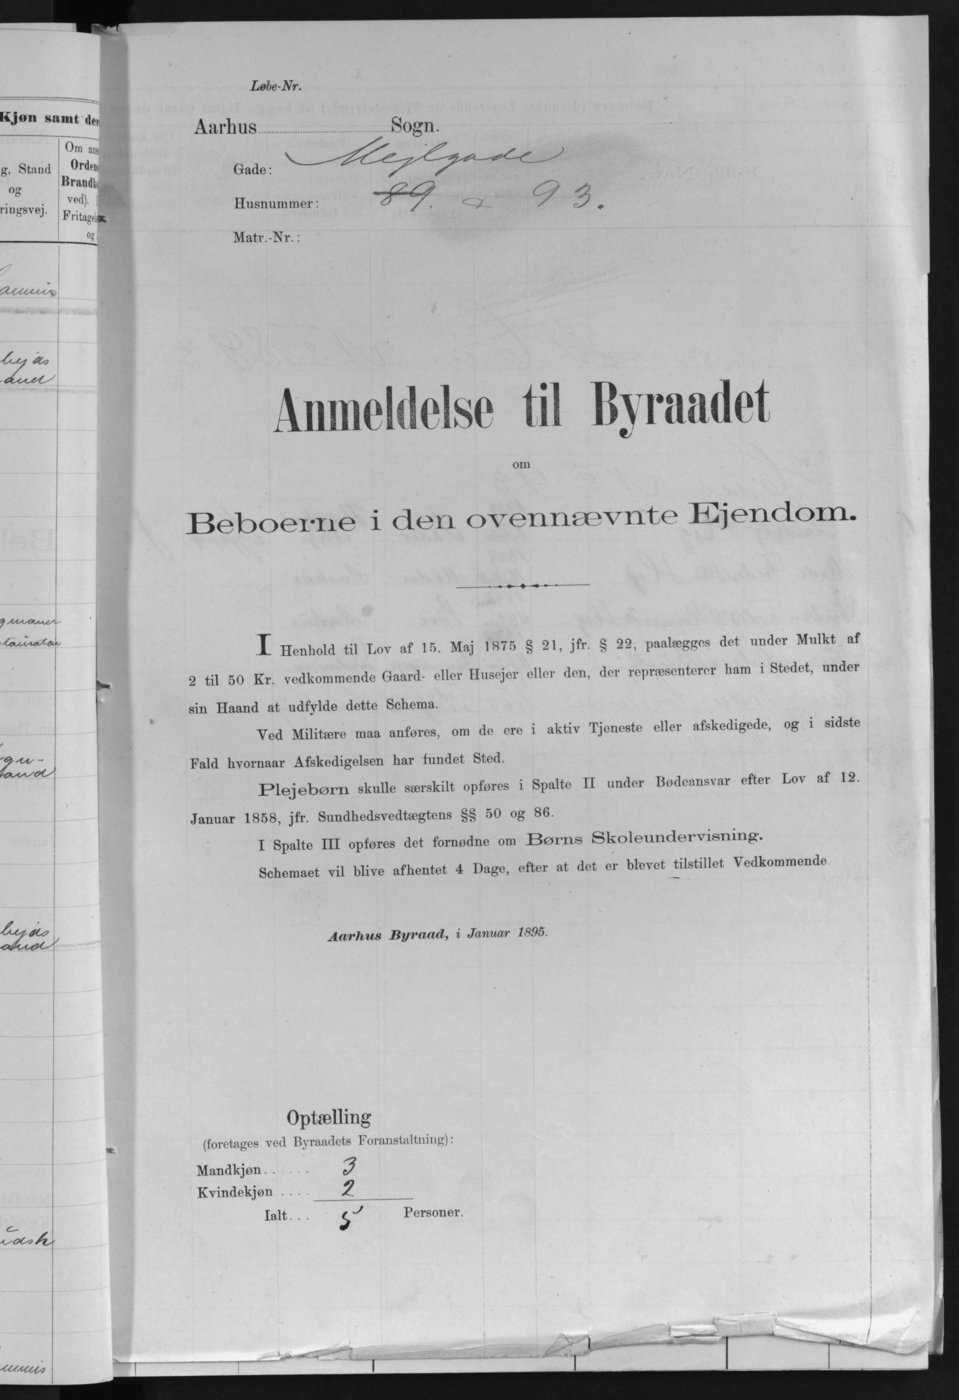 Kjøn samt der
g, Stand
og
ringsvej.
Om
Orden
Brandk
ved).
Fritagel
og
Løbe-Nr.
Aarhus Sogn.
Gade: Mejlgade
Husnummer: 89. & 93.
Matr.-Nr.:
Anmeldelse til Byraadet
om
Beboerne i den ovennævnte Ejendom.
I Henhold til Lov af 15. Maj 1875 § 21, jfr. § 22, paalægges det under Mulkt af
2 til 50 Kr. vedkommende Gaard- eller Husejer eller den, der repræsenterer ham i Stedet, under
sin Haand at udfylde dette Schema.
Ved Militære maa anføres, om de ere i aktiv Tjeneste eller afskedigede, og i sidste
Fald hvornaar Afskedigelsen har fundet Sted.
Plejebørn skulle særskilt opføres i Spalte II under Bødeansvar efter Lov af 12.
Januar 1858, jfr. Sundhedsvedtægtens §§ 50 og 86.
I Spalte III opføres det fornødne om Børns Skoleundervisning.
Schemaet vil blive afhentet 4 Dage, efter at det er blevet tilstillet Vedkommende
Aarhus Byraad, i Januar 1895.
Optælling
(foretages ved Byraadets Foranstaltning):
Mandkjøn...... 3
Kvindekjøn .... 2
Ialt... 5 Personer.